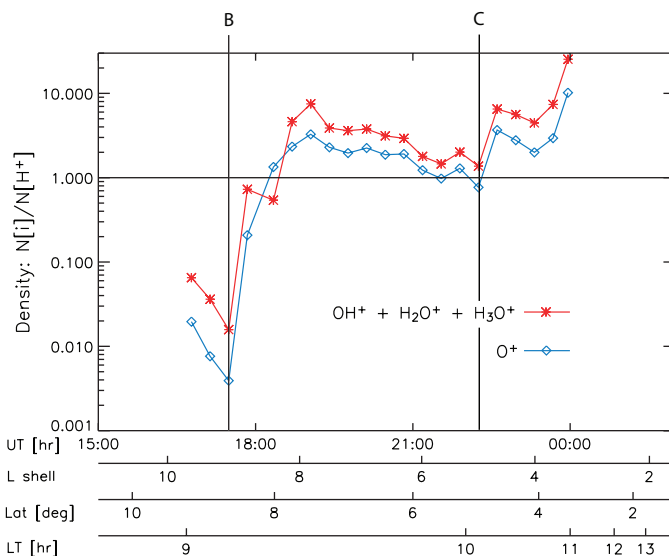 B C
10.000
1.000
0.100
0.010
0.001
Density: N[i]/N[H⁺]
OH⁺ + H₂O⁺ + H₃O⁺
O⁺
15:00 18:00 21:00 00:00
UT [hr]
L shell 10 8 6 4 2
Lat [deg] 10 8 6 4 2
LT [hr] 9 10 11 12 13